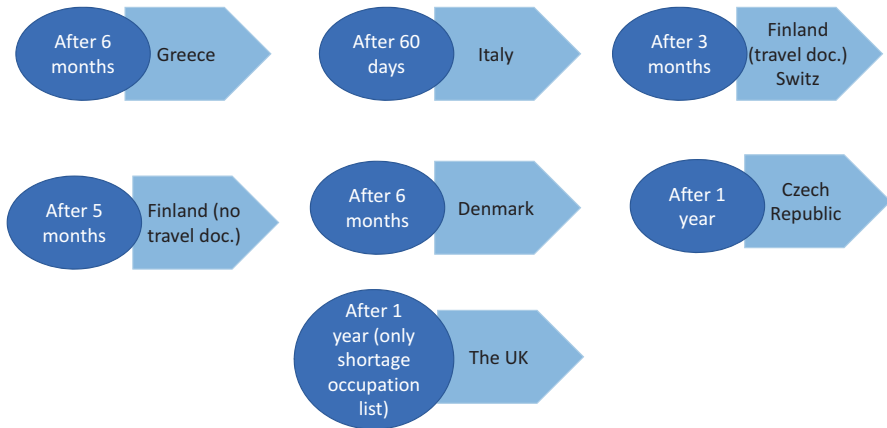 After 6
months
Greece
After 60
days
Italy
After 3
months
Finland
(travel doc.)
Switz
After 5
months
Finland (no
travel doc.)
After 6
months
Denmark
After 1
year
Czech
Republic
After 1
year (only
shortage
occupation
list)
The UK